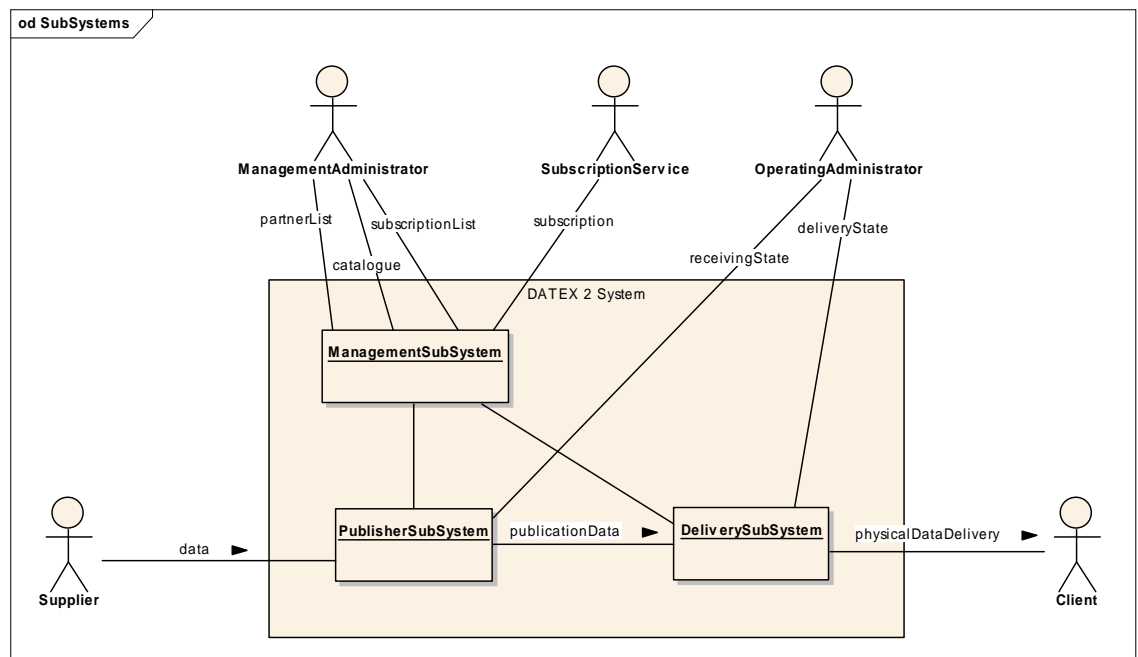 od SubSystems
ManagementAdministrator
SubscriptionService
OperatingAdministrator
partnerList
subscriptionList
subscription
deliveryState
catalogue
receivingState
DATEX 2 System
ManagementSubSystem
PublisherSubSystem
publicationData
DeliverySubSystem
physicalDataDelivery
data
Supplier
Client